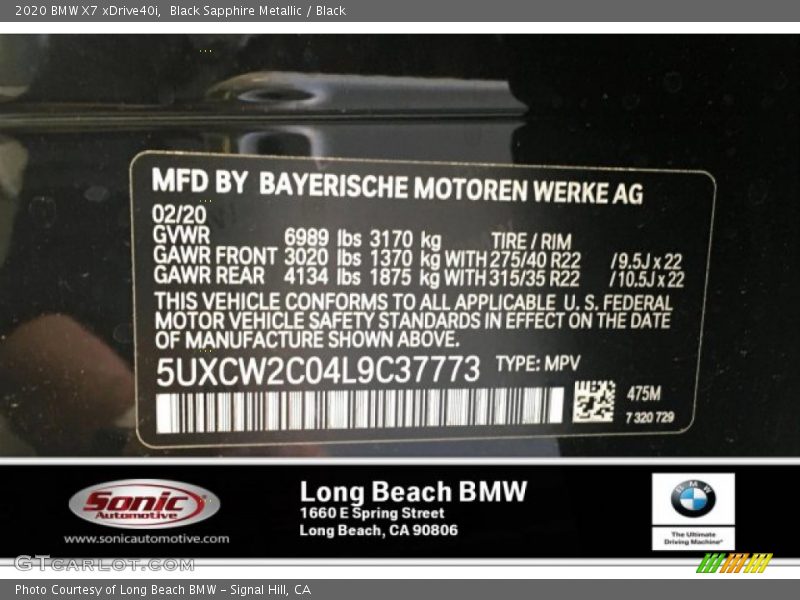 2020 BMW X7 xDrive40i,  Black Sapphire Metallic / Black
MFD BY BAYERISCHE MOTOREN WERKE AG
02/20
GVWR 6989 lbs 3170 kg TIRE / RIM
GAWR FRONT 3020 lbs 1370 kg WITH 275/40 R22 /9.5J x 22
GAWR REAR 4134 lbs 1875 kg WITH 315/35 R22 /10.5J x 22
THIS VEHICLE CONFORMS TO ALL APPLICABLE U. S. FEDERAL
MOTOR VEHICLE SAFETY STANDARDS IN EFFECT ON THE DATE
OF MANUFACTURE SHOWN ABOVE.
5UXCW2C04L9C37773 TYPE: MPV
475M
7 320 729
Sonic
Automotive
www.sonicautomotive.com
Long Beach BMW
1660 E Spring Street
Long Beach, CA 90806
BMW
The Ultimate
Driving Machine®
GTCARLOT.COM
Photo Courtesy of Long Beach BMW - Signal Hill, CA